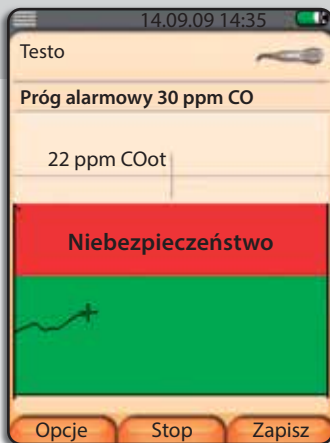 14.09.09 14:35
Testo
Próg alarmowy 30 ppm CO
22 ppm COot
Niebezpieczeństwo
Opcje Stop Zapisz